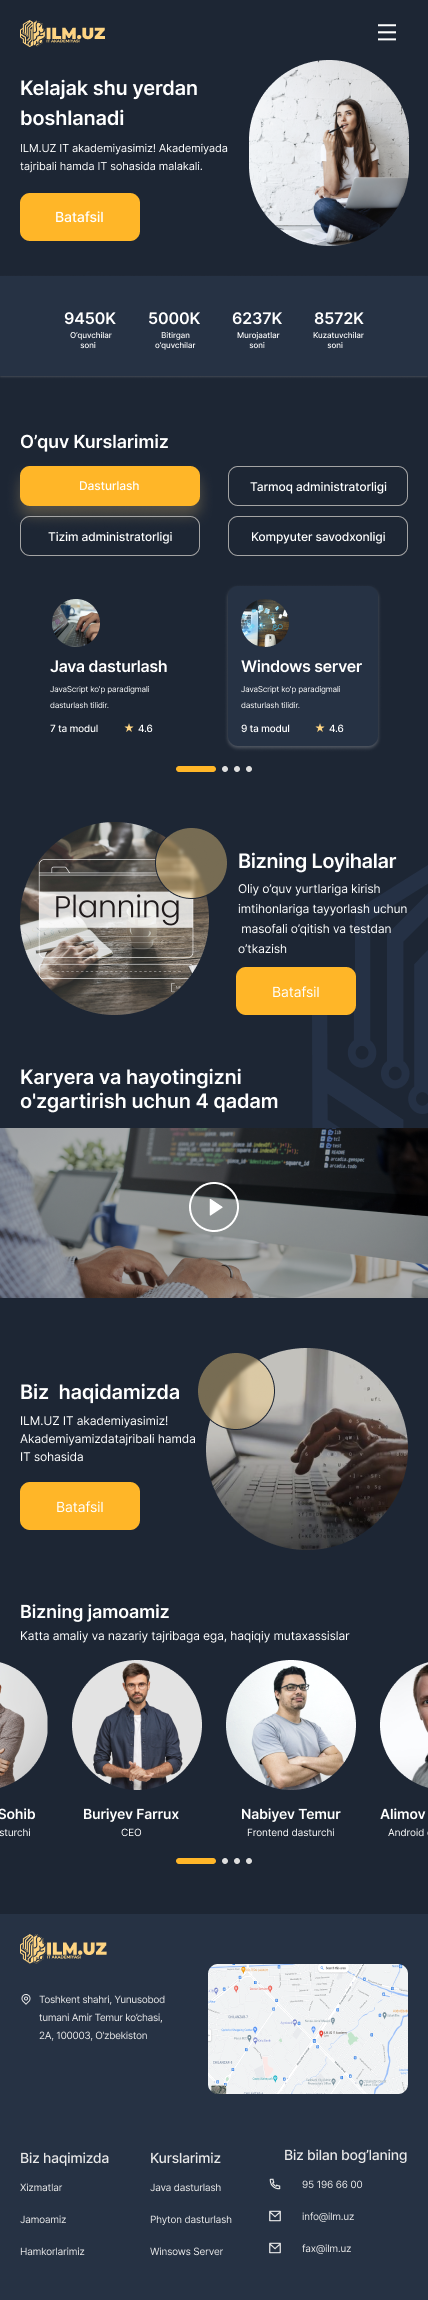 ILM.UZ
IT AKADEMIYASI
Kelajak shu yerdan
boshlanadi
ILM.UZ IT akademiyasimiz! Akademiyada
tajribali hamda IT sohasida malakali.
Batafsil
9450K
5000K
6237K
8572K
O'quvchilar
soni
Bitirgan
o'quvchilar
Murojaatlar
soni
Kuzatuvchilar
soni
O'quv Kurslarimiz
Dasturlash
Tarmoq administratorligi
Tizim administratorligi
Kompyuter savodxonligi
Java dasturlash
JavaScript ko'p paradigmali
dasturlash tilidir.
7 ta modul
4.6
Windows server
JavaScript ko'p paradigmali
dasturlash tilidir.
9 ta modul
4.6
Planning
Bizning Loyihalar
Oliy o'quv yurtlariga kirish
imtihonlariga tayyorlash uchun
masofali o'qitish va testdan
o'tkazish
Batafsil
Karyera va hayotingizni
o'zgartirish uchun 4 qadam
Biz haqidamizda
ILM.UZ IT akademiyasimiz!
Akademiyamizdatajribali hamda
IT sohasida
Batafsil
Bizning jamoamiz
Katta amaliy va nazariy tajribaga ega, haqiqiy mutaxassislar
Sohib
sturchi
Buriyev Farrux
CEO
Nabiyev Temur
Frontend dasturchi
Alimov
Android
ILM.UZ
IT AKADEMIYASI
Toshkent shahri, Yunusobod
tumani Amir Temur ko'chasi,
2A, 100003, O'zbekiston
Biz haqimizda
Xizmatlar
Jamoamiz
Hamkorlarimiz
Kurslarimiz
Java dasturlash
Phyton dasturlash
Winsows Server
Biz bilan bog'laning
95 196 66 00
info@ilm.uz
fax@ilm.uz